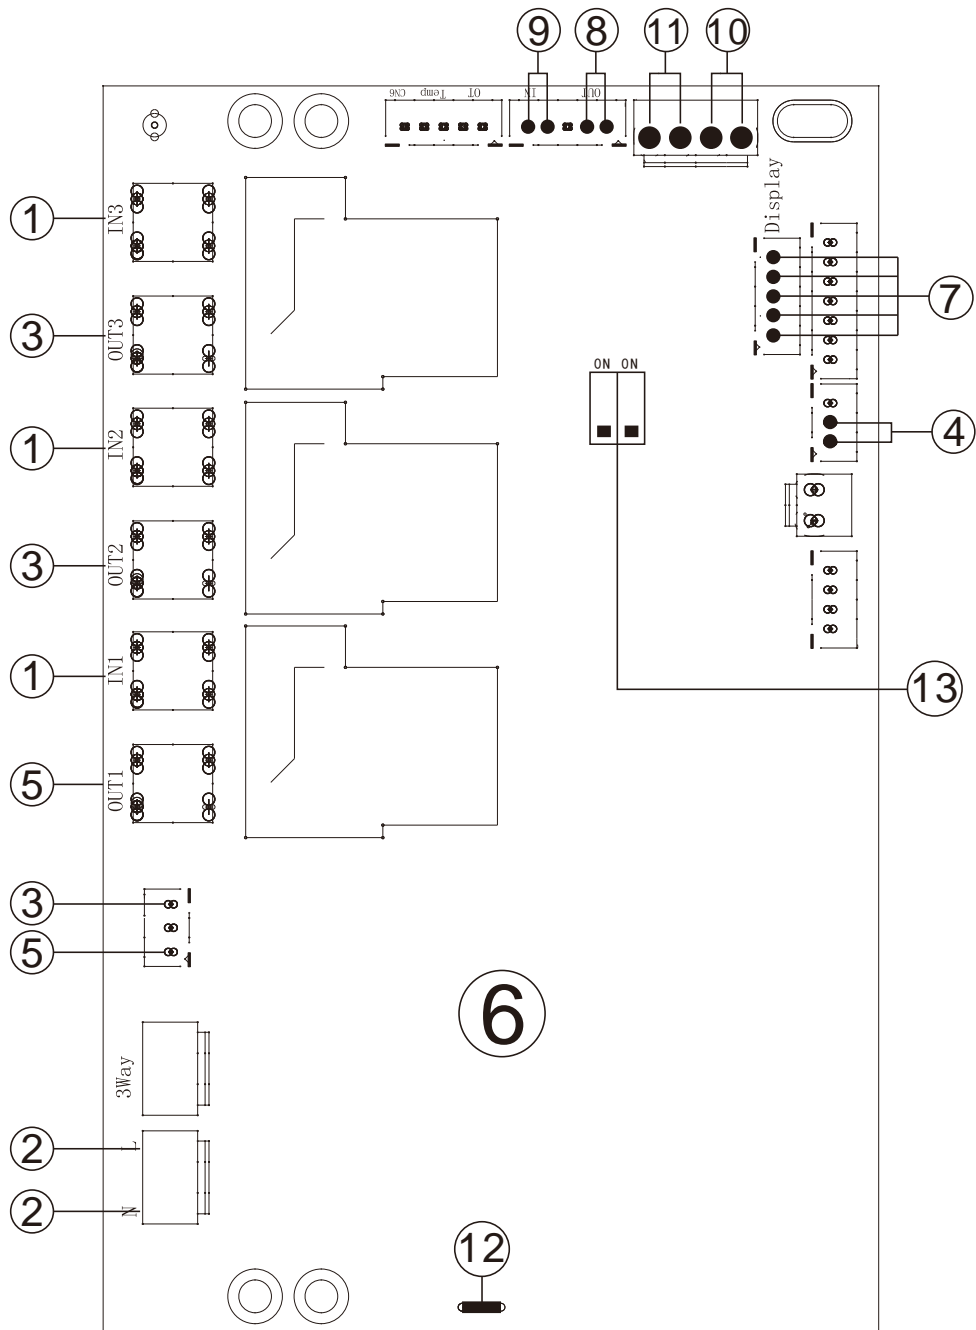 9 8 11 10
CN6 Temp OT IN OUT
Display
1 IN3
7
3 OUT3
ON ON
4
1 IN2
3 OUT2
1 IN1
13
5 OUT1
3
5
6
3Way
2 L
2 N
12